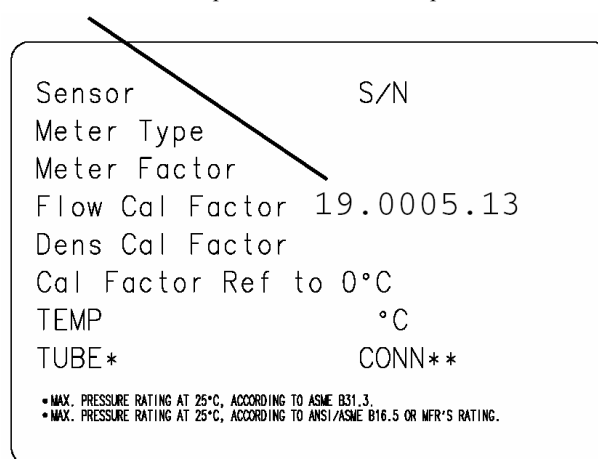 Sensor S/N
Meter Type
Meter Factor
Flow Cal Factor 19.0005.13
Dens Cal Factor
Cal Factor Ref to 0°C
TEMP °C
TUBE* CONN**
*MAX. PRESSURE RATING AT 25°C, ACCORDING TO ASME B31.3.
*MAX. PRESSURE RATING AT 25°C, ACCORDING TO ANSI/ASME B16.5 OR MFR'S RATING.